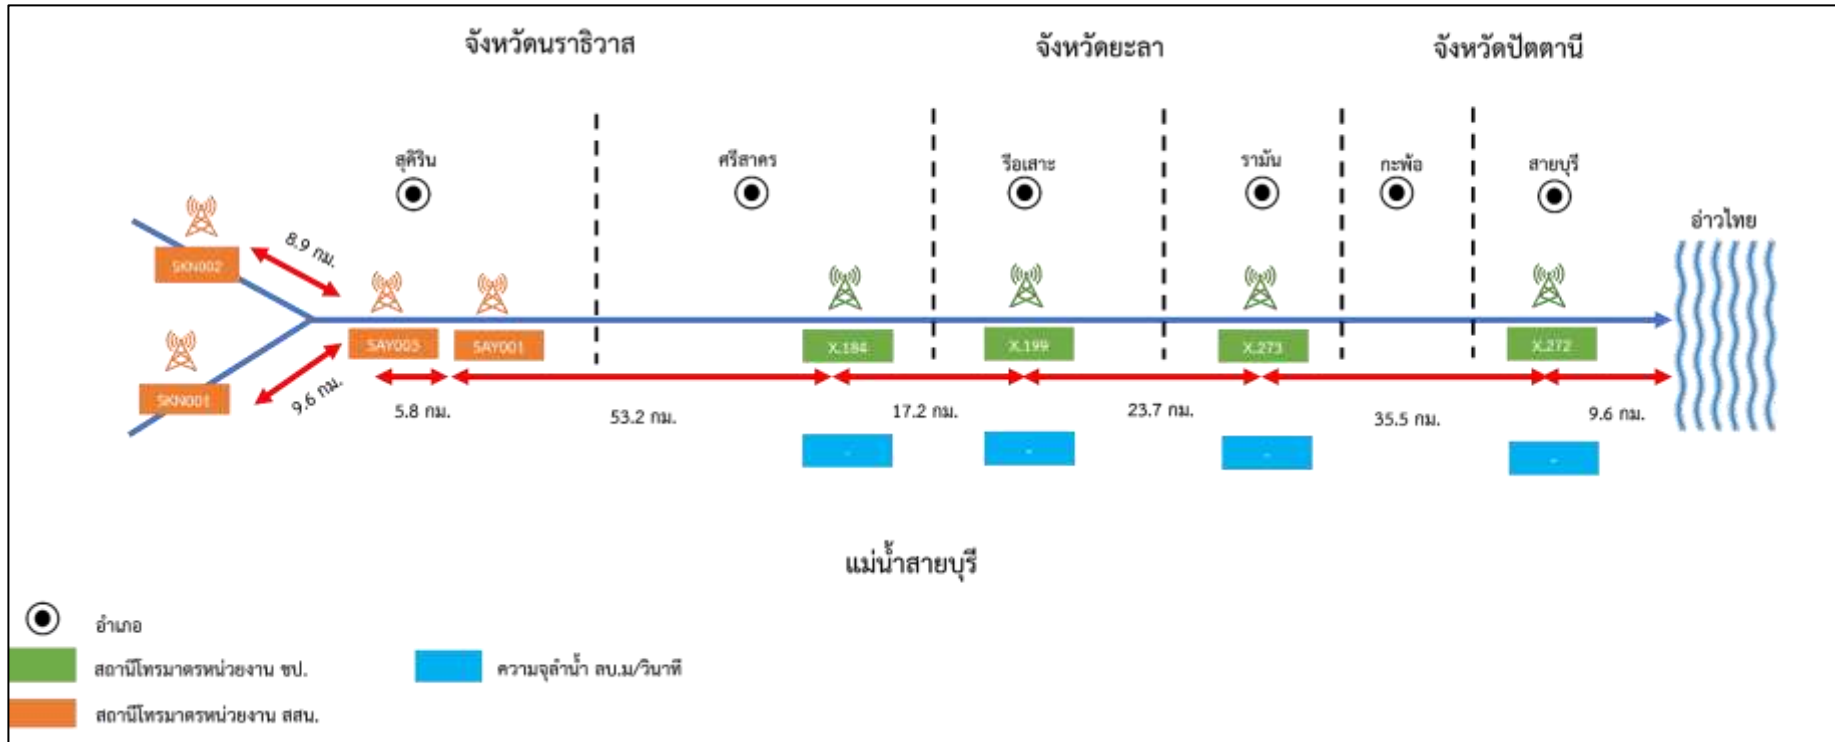 จังหวัดนราธิวาส
จังหวัดยะลา
จังหวัดปัตตานี
สุคิริน
ศรีสาคร
รือเสาะ
รามัน
กะพ้อ
สายบุรี
อ่าวไทย
SKN002
8.9 กม.
SAY003
SAY001
X.184
X.199
X.273
X.272
SKN001
9.6 กม.
5.8 กม.
53.2 กม.
17.2 กม.
23.7 กม.
35.5 กม.
9.6 กม.
-
-
-
-
แม่น้ำสายบุรี
อำเภอ
สถานีโทรมาตรหน่วยงาน ชป.
ความจุลำน้ำ ลบ.ม/วินาที
สถานีโทรมาตรหน่วยงาน สสน.